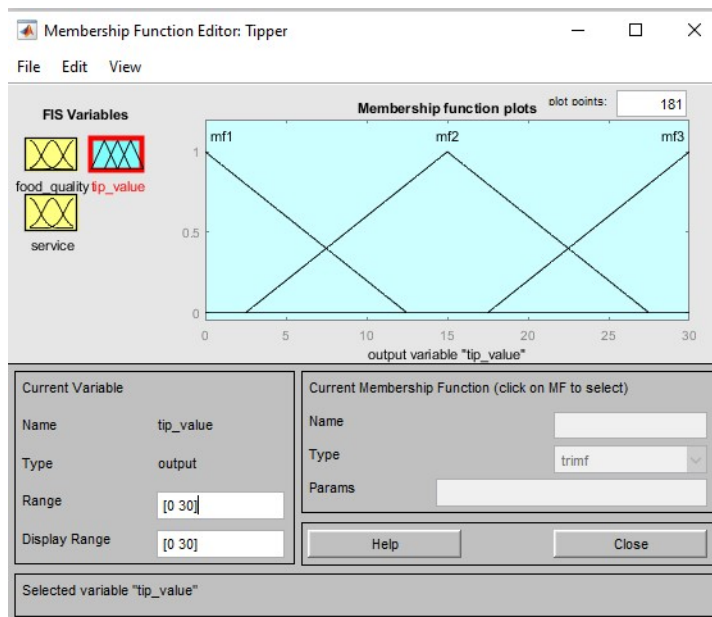 Membership Function Editor: Tipper
File Edit View
FIS Variables
food_quality tip_value
service
Membership function plots plot points: 181
mf1 mf2 mf3
1
0.5
0
0 5 10 15 20 25 30
output variable "tip_value"
Current Variable
Name tip_value
Type output
Range [0 30]
Display Range [0 30]
Current Membership Function (click on MF to select)
Name
Type trimf
Params
Help Close
Selected variable "tip_value"